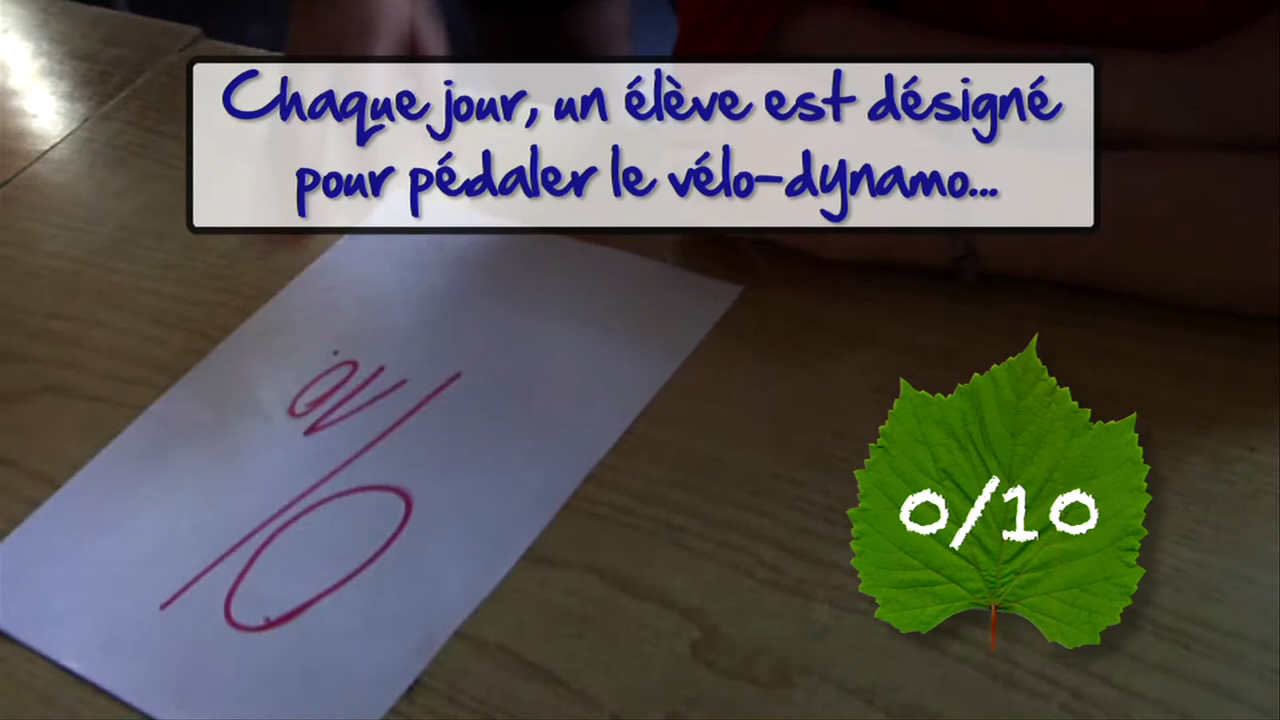 Chaque jour, un élève est désigné
pour pédaler le vélo-dynamo...
0/10